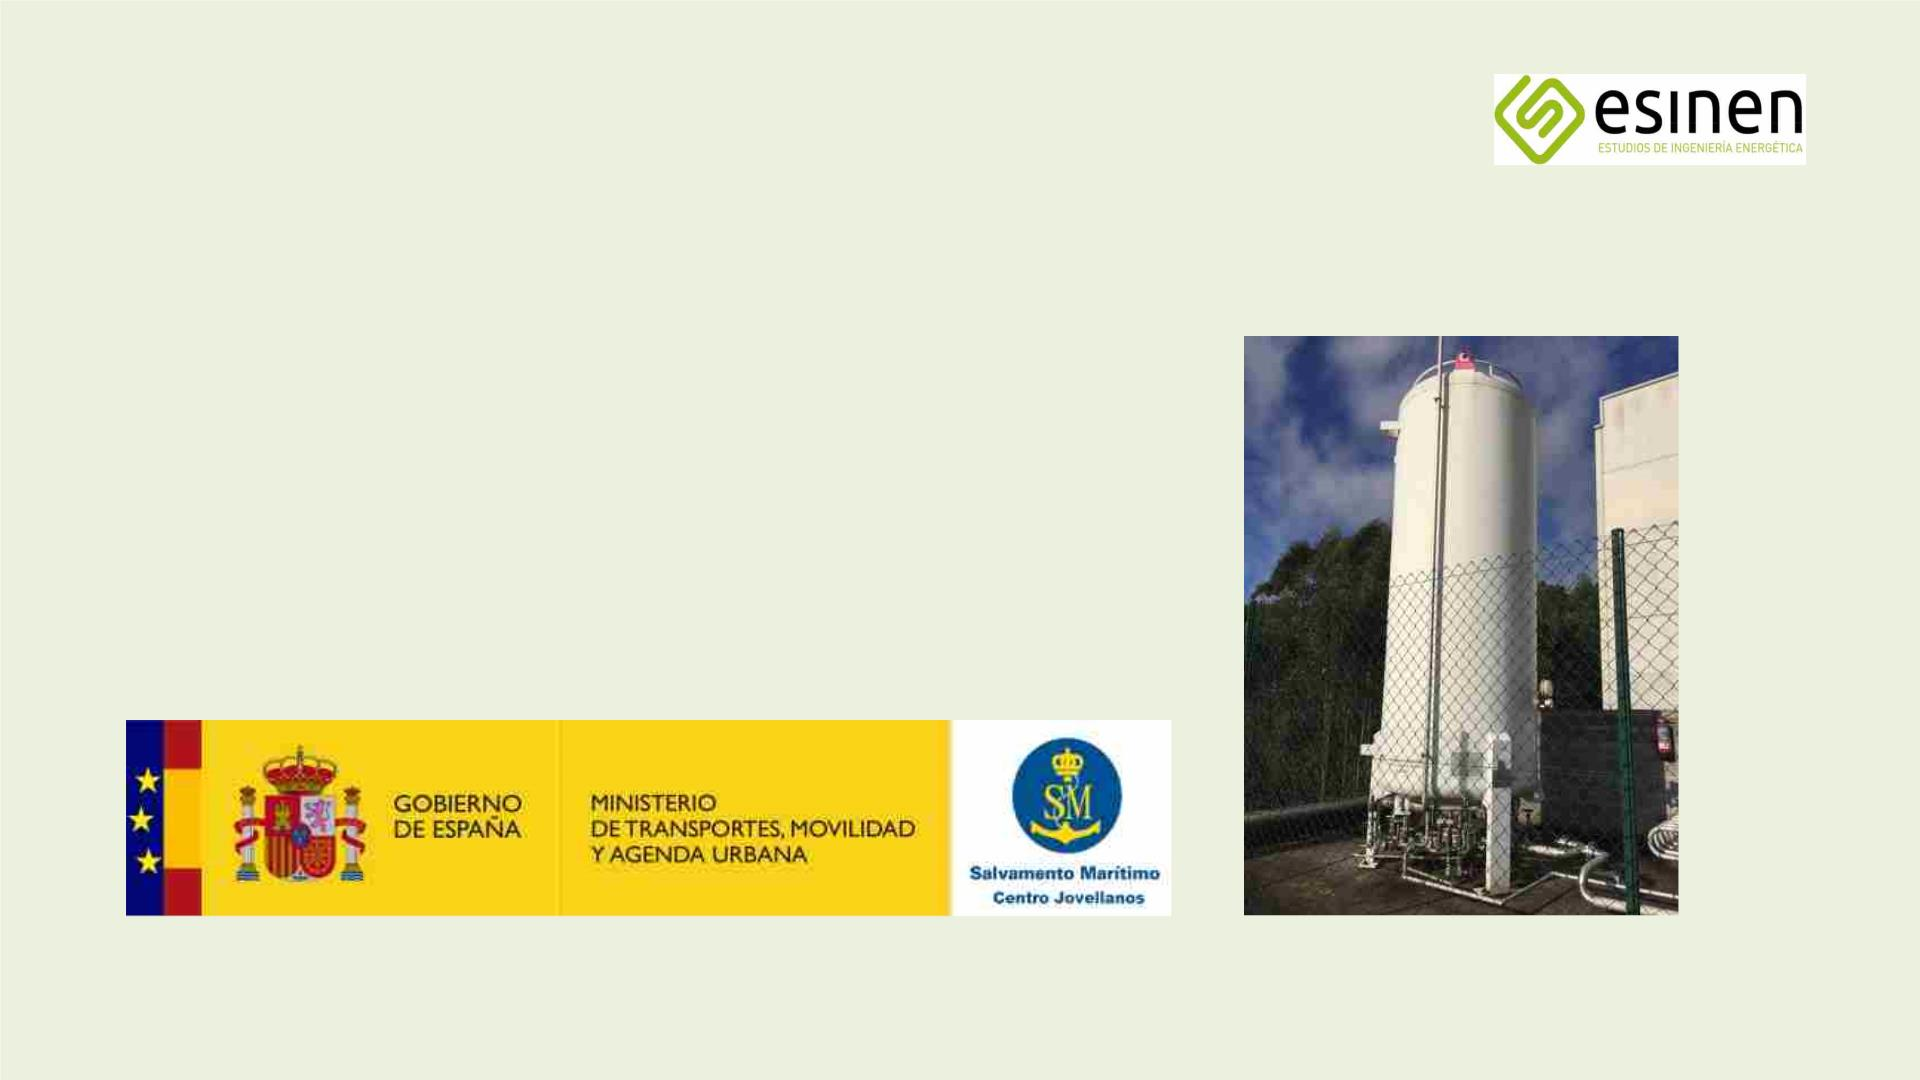 esinen
ESTUDIOS DE INGENIERÍA ENERGÉTICA
GOBIERNO
DE ESPAÑA
MINISTERIO
DE TRANSPORTES, MOVILIDAD
Y AGENDA URBANA
SM
Salvamento Marítimo
Centro Jovellanos